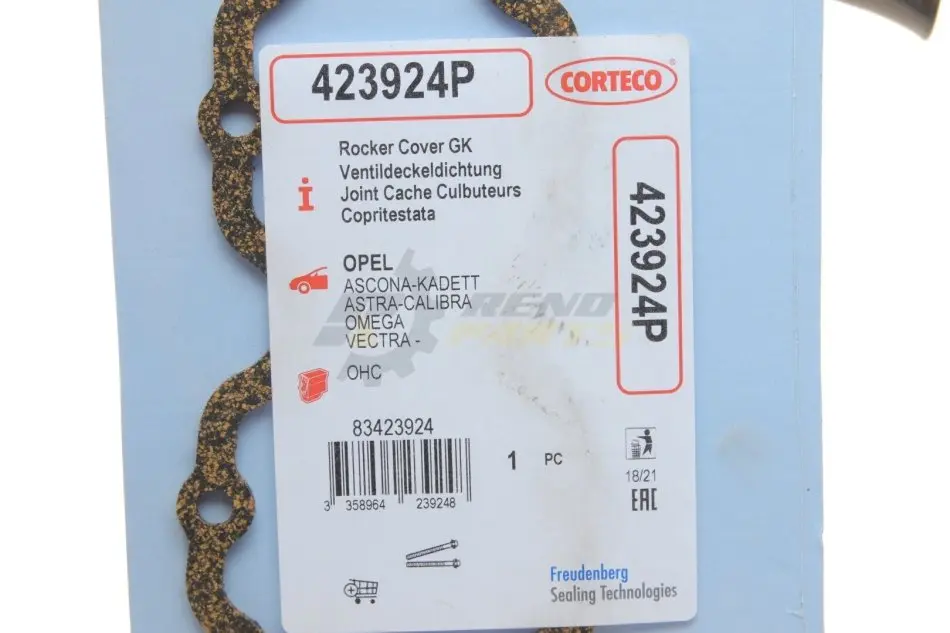 423924P
CORTECO
Rocker Cover GK
Ventildeckeldichtung
Joint Cache Culbuteurs
Copritestata
i
423924P
OPEL
ASCONA-KADETT
ASTRA-CALIBRA
OMEGA
VECTRA -
OHC
83423924
3 358964 239248
1 PC
18/21
EAC
Freudenberg
Sealing Technologies